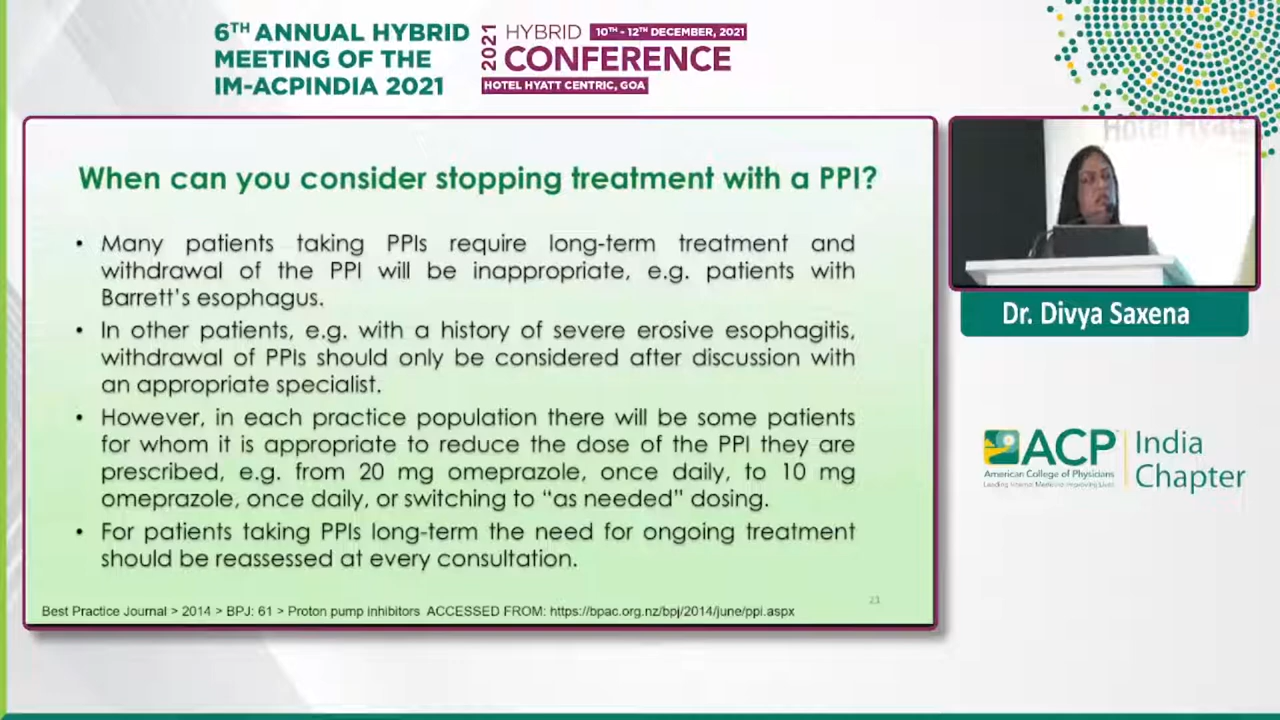 6TH ANNUAL HYBRID
MEETING OF THE
IM-ACPINDIA 2021
2021
HYBRID
10TH - 12TH DECEMBER, 2021
CONFERENCE
HOTEL HYATT CENTRIC, GOA
When can you consider stopping treatment with a PPI?
• Many patients taking PPIs require long-term treatment and
withdrawal of the PPI will be inappropriate, e.g. patients with
Barrett's esophagus.
• In other patients, e.g. with a history of severe erosive esophagitis,
withdrawal of PPIs should only be considered after discussion with
an appropriate specialist.
• However, in each practice population there will be some patients
for whom it is appropriate to reduce the dose of the PPI they are
prescribed, e.g. from 20 mg omeprazole, once daily, to 10 mg
omeprazole, once daily, or switching to “as needed” dosing.
• For patients taking PPIs long-term the need for ongoing treatment
should be reassessed at every consultation.
21
Best Practice Journal > 2014 > BPJ: 61 > Proton pump inhibitors ACCESSED FROM: https://bpac.org.nz/bpj/2014/june/ppi.aspx
Hotel
Dr. Divya Saxena
ACP
American College of Physicians
Leading Internal Medicine, Improving Lives
India
Chapter